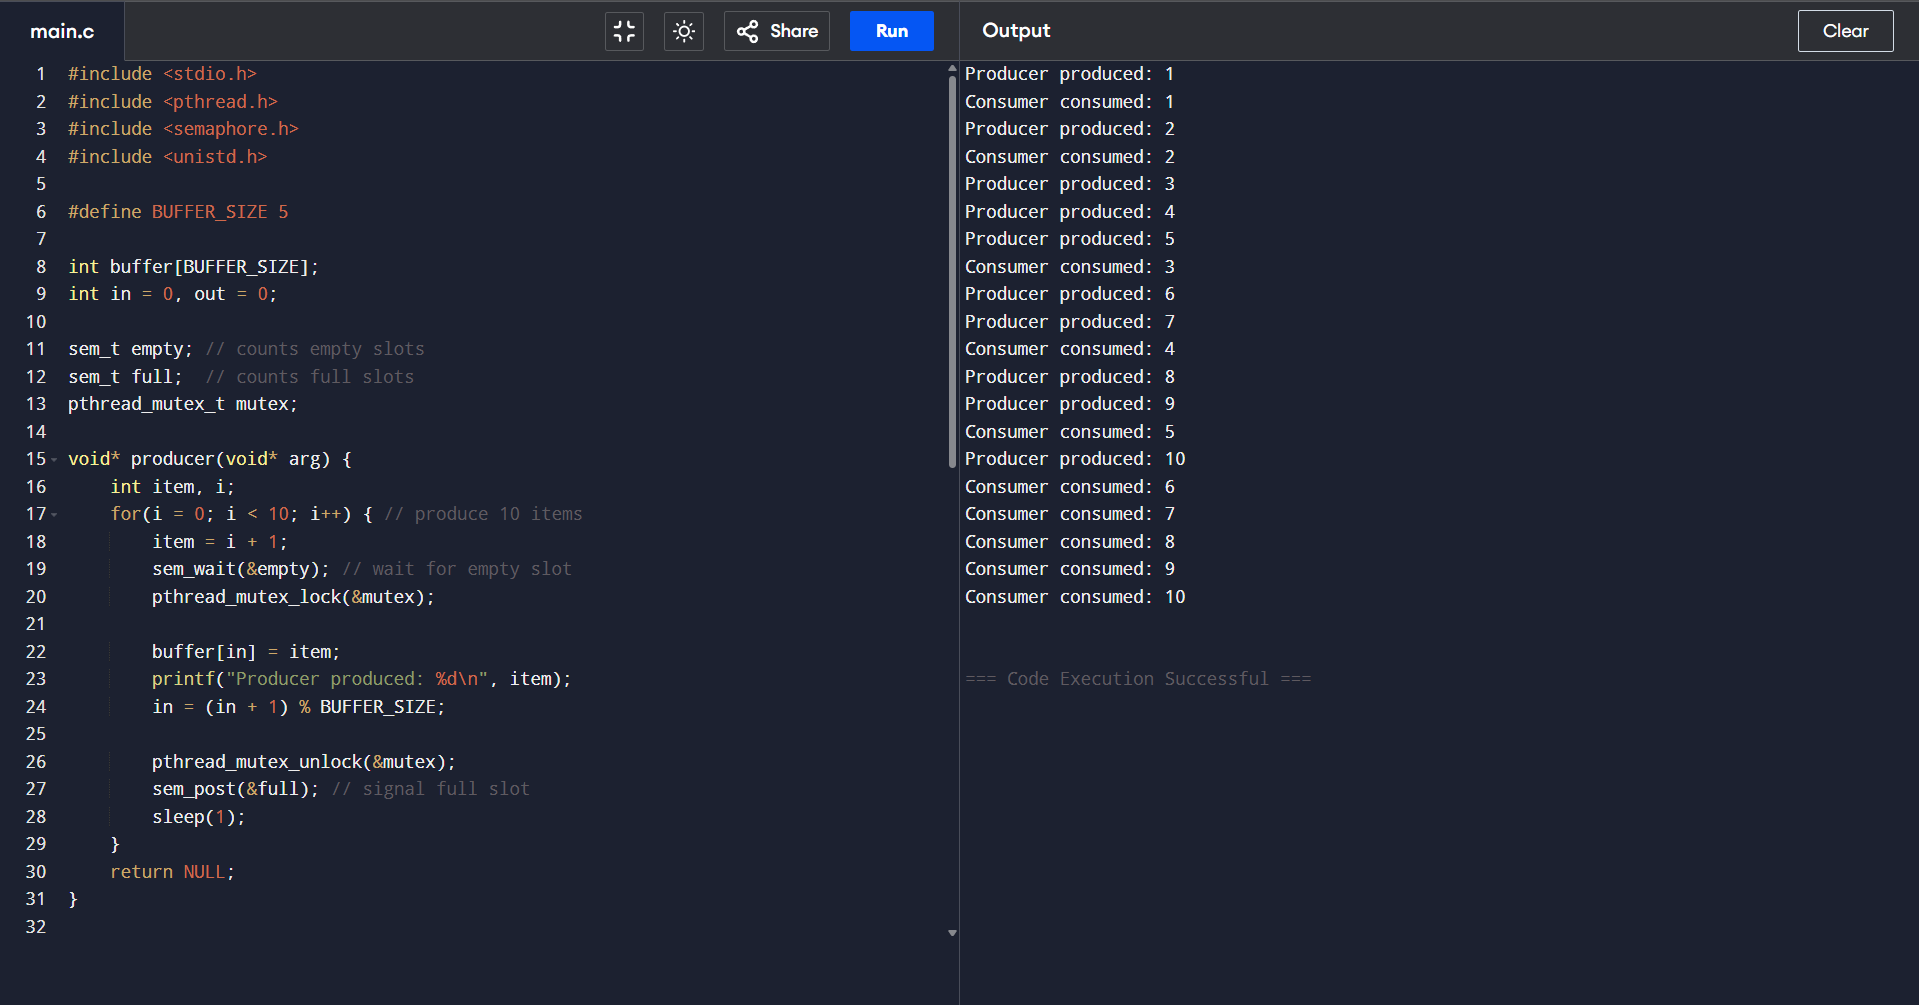 main.c
Share
Run
Output
Clear
1 #include <stdio.h>
2 #include <pthread.h>
3 #include <semaphore.h>
4 #include <unistd.h>
5
6 #define BUFFER_SIZE 5
7
8 int buffer[BUFFER_SIZE];
9 int in = 0, out = 0;
10
11 sem_t empty; // counts empty slots
12 sem_t full;  // counts full slots
13 pthread_mutex_t mutex;
14
15 void* producer(void* arg) {
16     int item, i;
17     for(i = 0; i < 10; i++) { // produce 10 items
18         item = i + 1;
19         sem_wait(&empty); // wait for empty slot
20         pthread_mutex_lock(&mutex);
21
22         buffer[in] = item;
23         printf("Producer produced: %d\n", item);
24         in = (in + 1) % BUFFER_SIZE;
25
26         pthread_mutex_unlock(&mutex);
27         sem_post(&full); // signal full slot
28         sleep(1);
29     }
30     return NULL;
31 }
32
Producer produced: 1
Consumer consumed: 1
Producer produced: 2
Consumer consumed: 2
Producer produced: 3
Producer produced: 4
Producer produced: 5
Consumer consumed: 3
Producer produced: 6
Producer produced: 7
Consumer consumed: 4
Producer produced: 8
Producer produced: 9
Consumer consumed: 5
Producer produced: 10
Consumer consumed: 6
Consumer consumed: 7
Consumer consumed: 8
Consumer consumed: 9
Consumer consumed: 10
=== Code Execution Successful ===